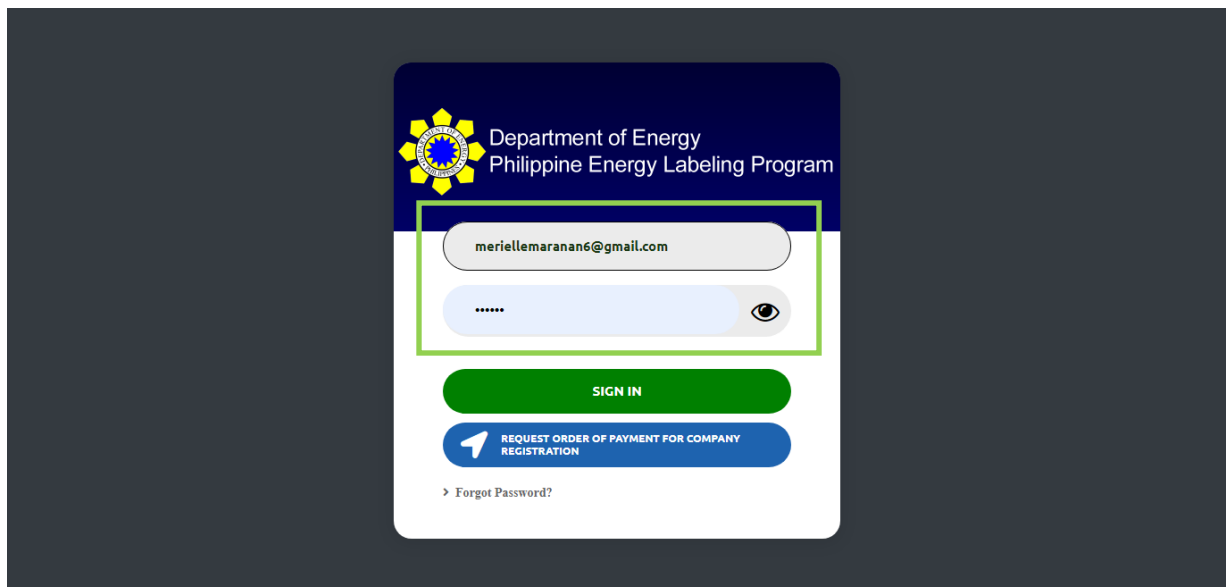 Department of Energy
Philippine Energy Labeling Program
meriellemaranan6@gmail.com
••••••
SIGN IN
REQUEST ORDER OF PAYMENT FOR COMPANY
REGISTRATION
> Forgot Password?